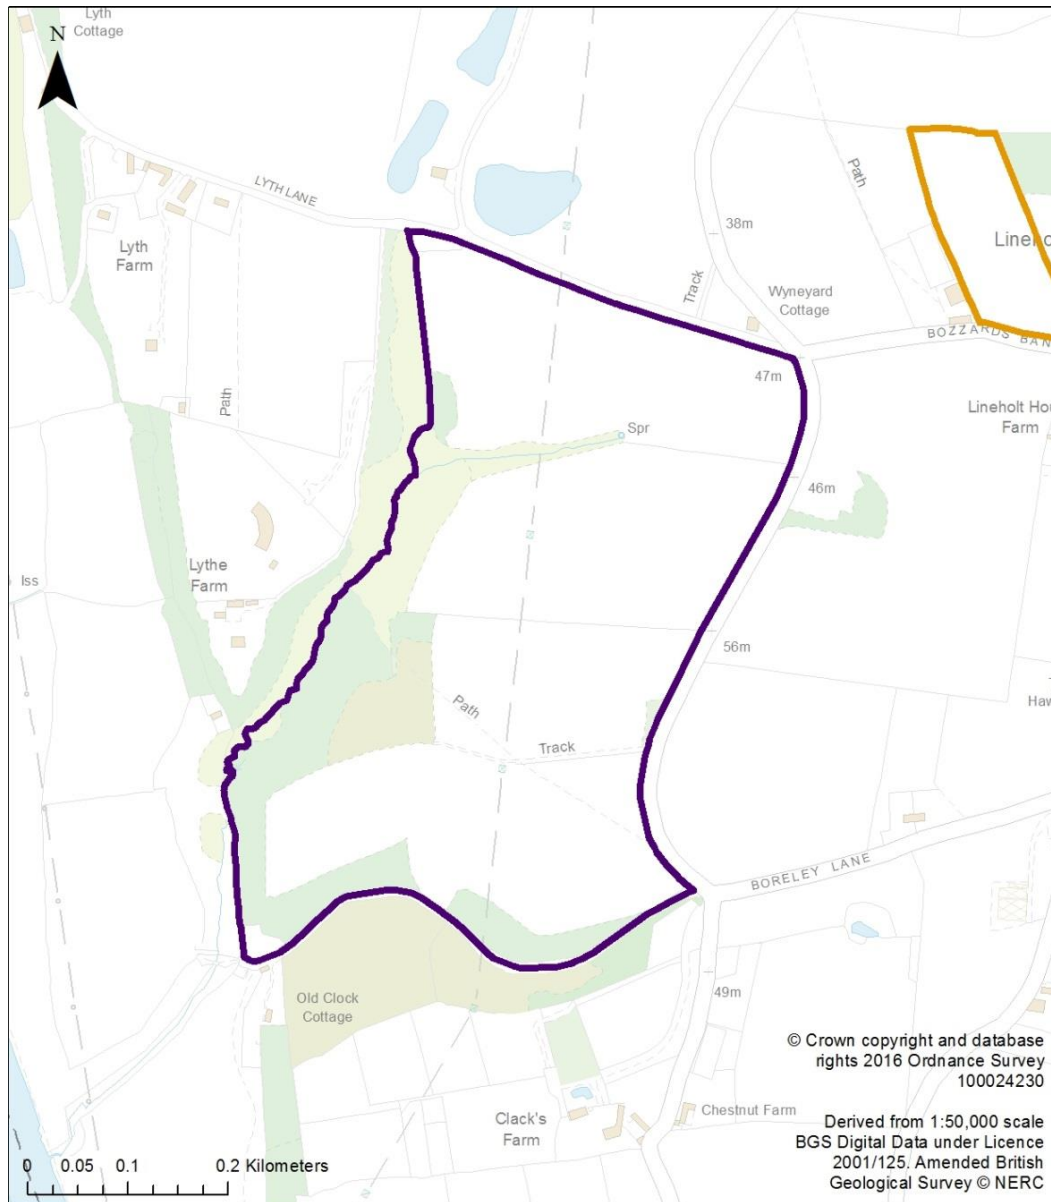 Lyth
Cottage
N
LYTH LANE
Lyth
Farm
Path
38m
Path
Track
Wyneyard
Cottage
BOZZARDS BAN
47m
Lineholt Hou
Farm
Path
Spr
46m
Iss
Lythe
Farm
56m
Haw
Path
Track
BORELEY LANE
49m
Old Clock
Cottage
© Crown copyright and database
rights 2016 Ordnance Survey
100024230
Clack's
Farm
Chestnut Farm
Derived from 1:50,000 scale
BGS Digital Data under Licence
2001/125. Amended British
Geological Survey © NERC
0 0.05 0.1 0.2 Kilometers